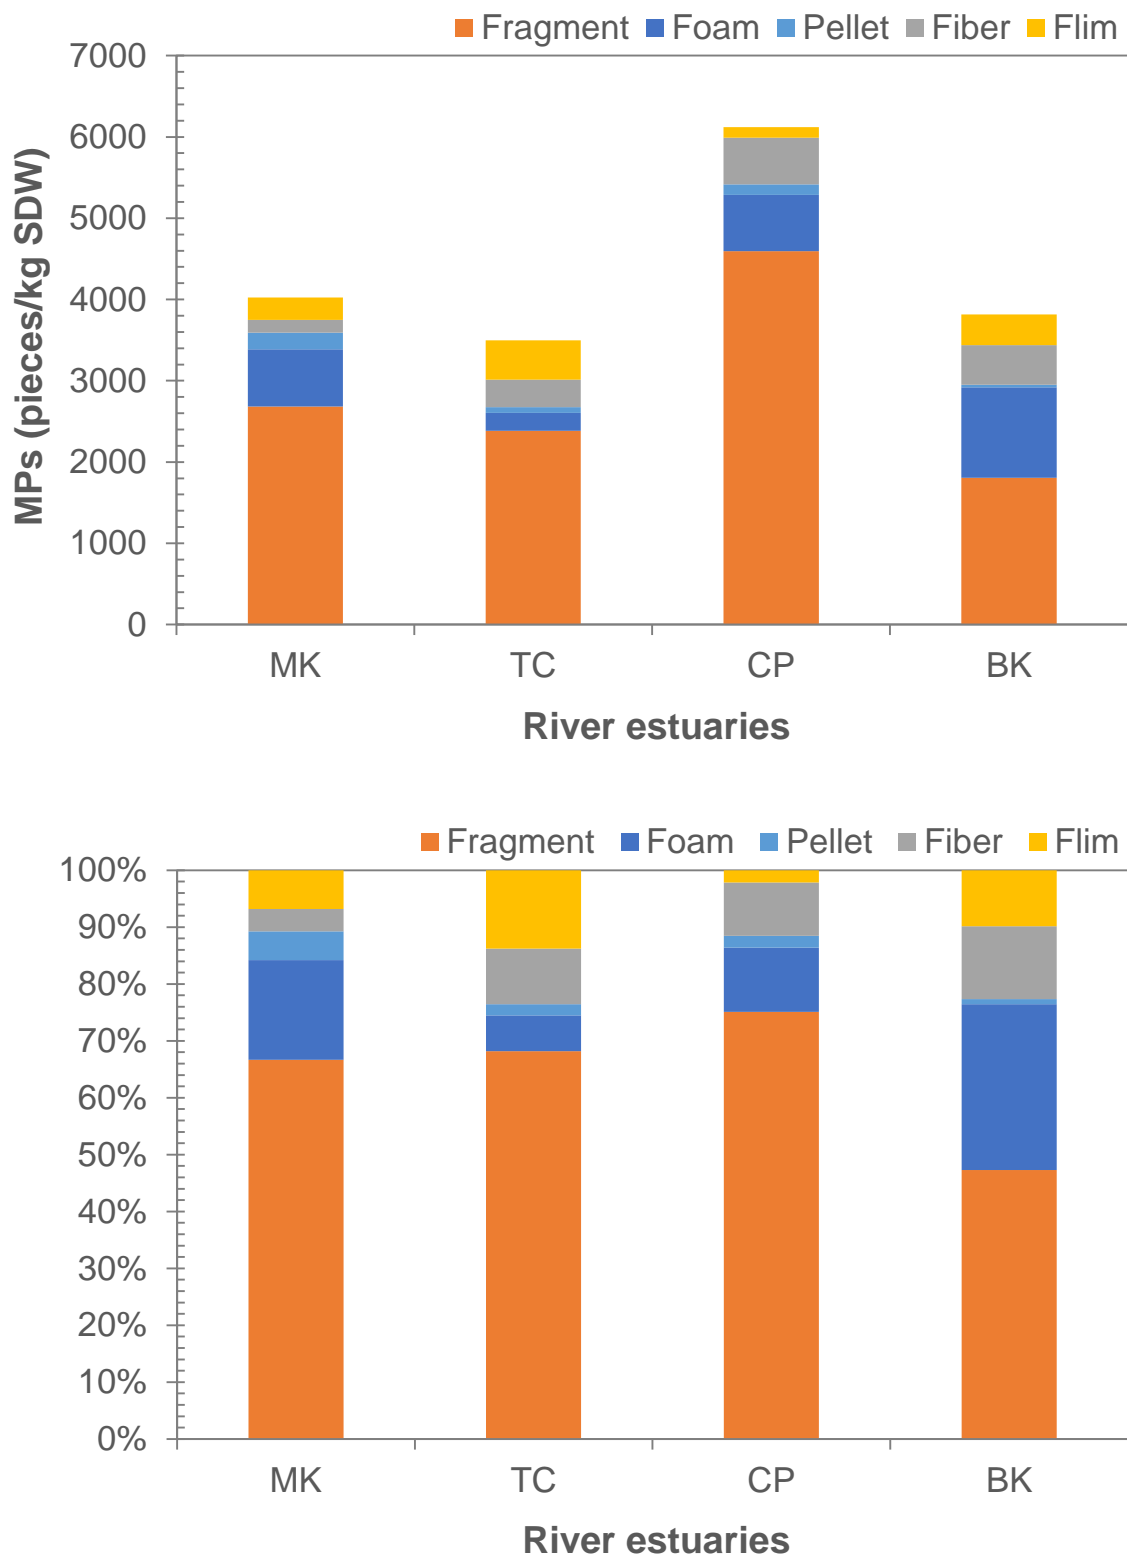 Fragment Foam Pellet Fiber Flim
7000
6000
5000
4000
3000
2000
1000
0
MPs (pieces/kg SDW)
MK TC CP BK
River estuaries
Fragment Foam Pellet Fiber Flim
100%
90%
80%
70%
60%
50%
40%
30%
20%
10%
0%
MK TC CP BK
River estuaries